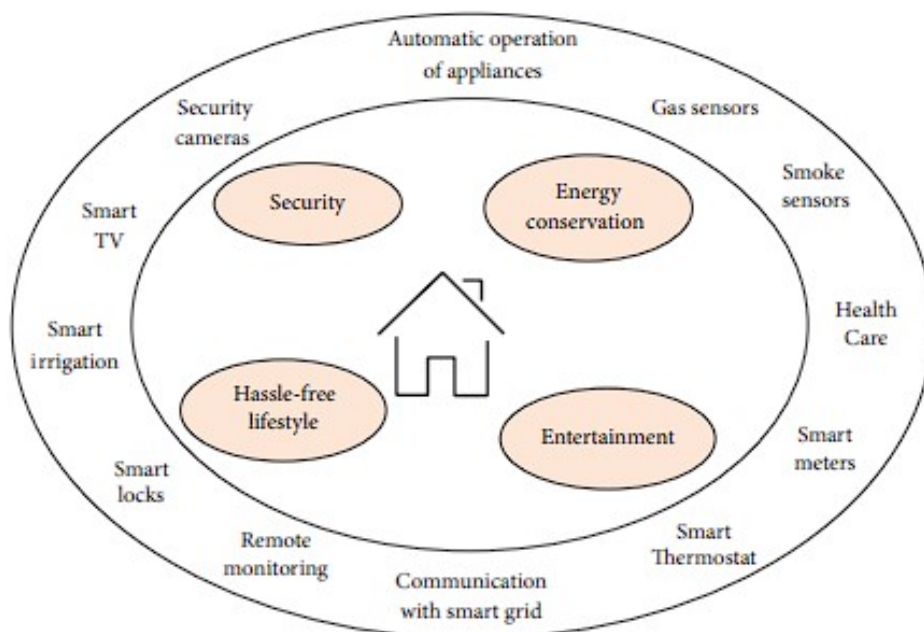 Automatic operation
of appliances
Security
cameras
Gas sensors
Smoke
sensors
Smart
TV
Security
Energy
conservation
Smart
irrigation
Health
Care
Hassle-free
lifestyle
Entertainment
Smart
meters
Smart
locks
Remote
monitoring
Smart
Thermostat
Communication
with smart grid